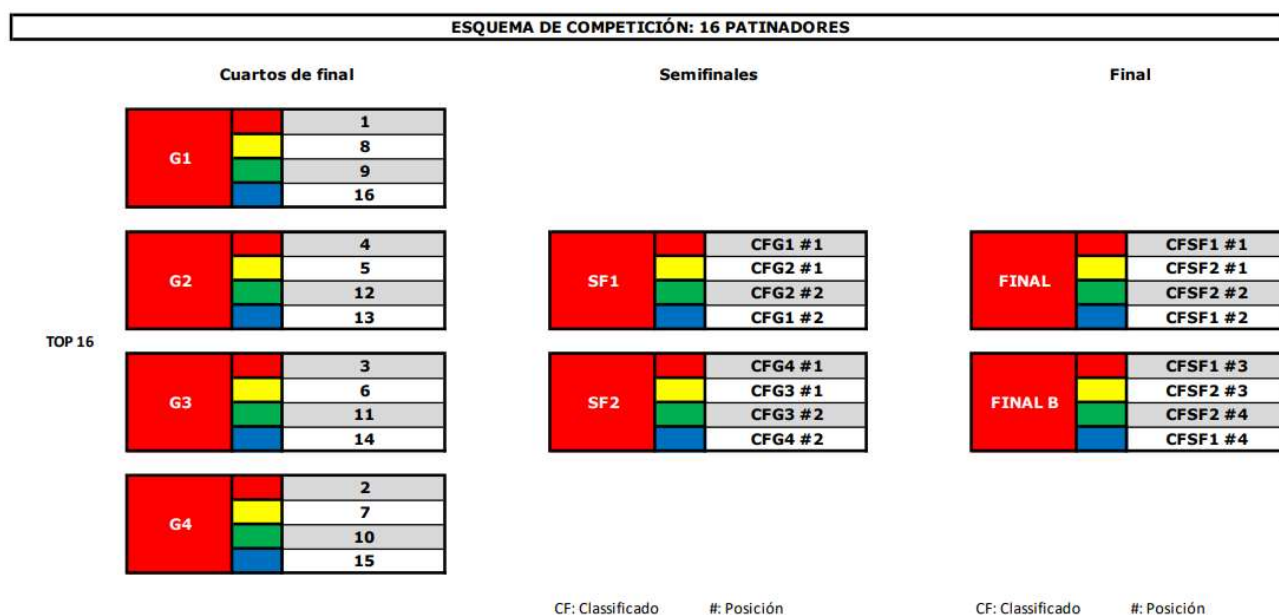 ESQUEMA DE COMPETICIÓN: 16 PATINADORES
Cuartos de final
Semifinales
Final
TOP 16
G1
1
8
9
16
G2
4
5
12
13
G3
3
6
11
14
G4
2
7
10
15
SF1
CFG1 #1
CFG2 #1
CFG2 #2
CFG1 #2
SF2
CFG4 #1
CFG3 #1
CFG3 #2
CFG4 #2
FINAL
CFSF1 #1
CFSF2 #1
CFSF2 #2
CFSF1 #2
FINAL B
CFSF1 #3
CFSF2 #3
CFSF2 #4
CFSF1 #4
CF: Classificado #: Posición
CF: Classificado #: Posición